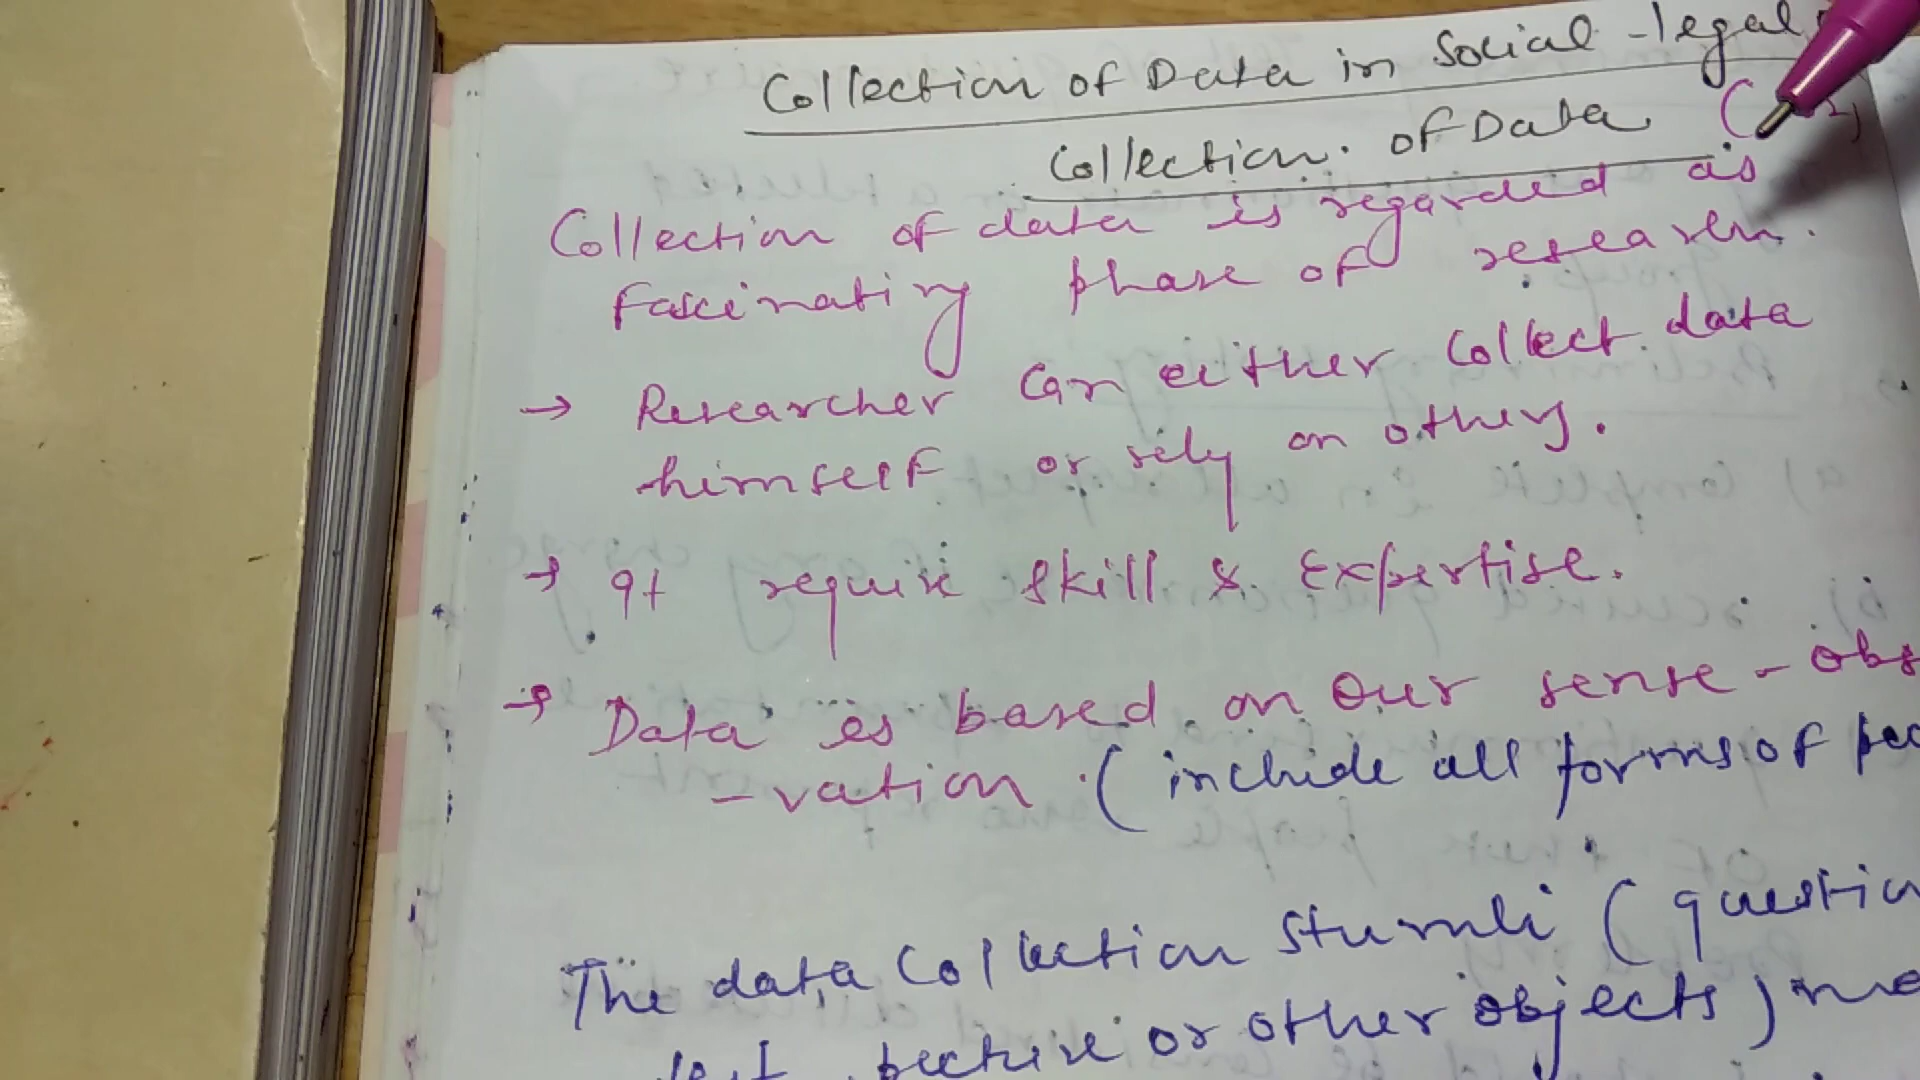 Collection of Data in Social-legal
Collection. of Data (
Collection of data is regarded as
fascinating phase of research.
→ Researcher can either collect data
himself or rely on others.
→ It require skill & Expertise.
→ Data is based on Our sense-obs
-vation. (include all forms of
The data Collection stumli (questio
or other objects)